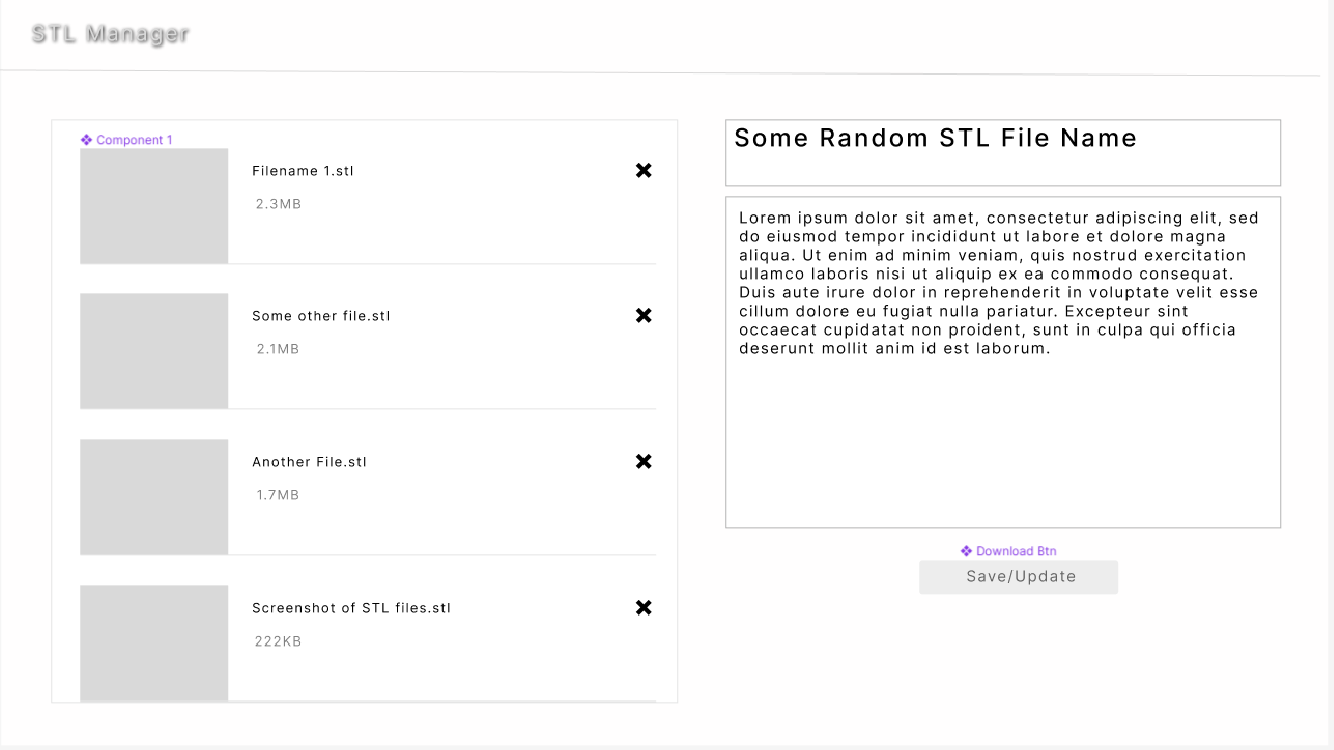 STL Manager
Component 1
Filename 1.stl
2.3MB
Some other file.stl
2.1MB
Another File.stl
1.7MB
Screenshot of STL files.stl
222KB
Some Random STL File Name
Lorem ipsum dolor sit amet, consectetur adipiscing elit, sed
do eiusmod tempor incididunt ut labore et dolore magna
aliqua. Ut enim ad minim veniam, quis nostrud exercitation
ullamco laboris nisi ut aliquip ex ea commodo consequat.
Duis aute irure dolor in reprehenderit in voluptate velit esse
cillum dolore eu fugiat nulla pariatur. Excepteur sint
occaecat cupidatat non proident, sunt in culpa qui officia
deserunt mollit anim id est laborum.
Download Btn
Save/Update